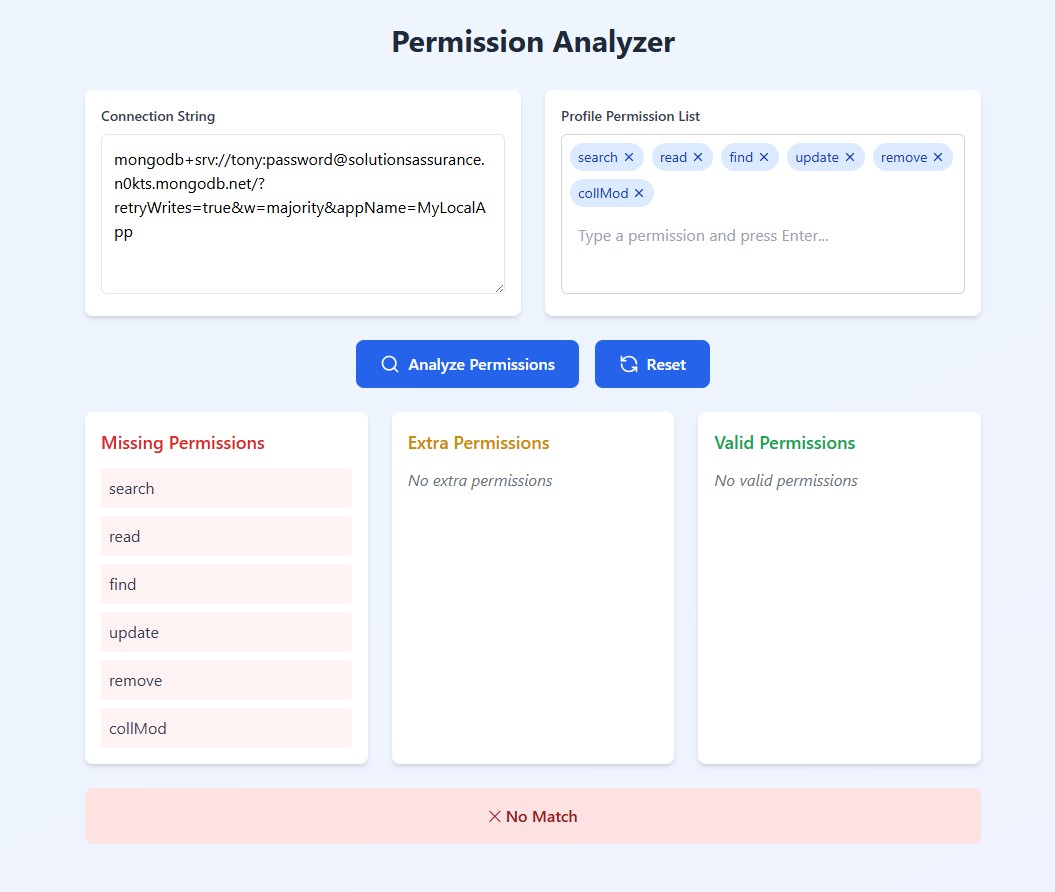 Permission Analyzer
Connection String
mongodb+srv://tony:password@solutionsassurance.
n0kts.mongodb.net/?
retryWrites=true&w=majority&appName=MyLocalA
pp
Profile Permission List
search × read × find × update × remove ×
collMod ×
Type a permission and press Enter...
Analyze Permissions
Reset
Missing Permissions
search
read
find
update
remove
collMod
Extra Permissions
No extra permissions
Valid Permissions
No valid permissions
× No Match